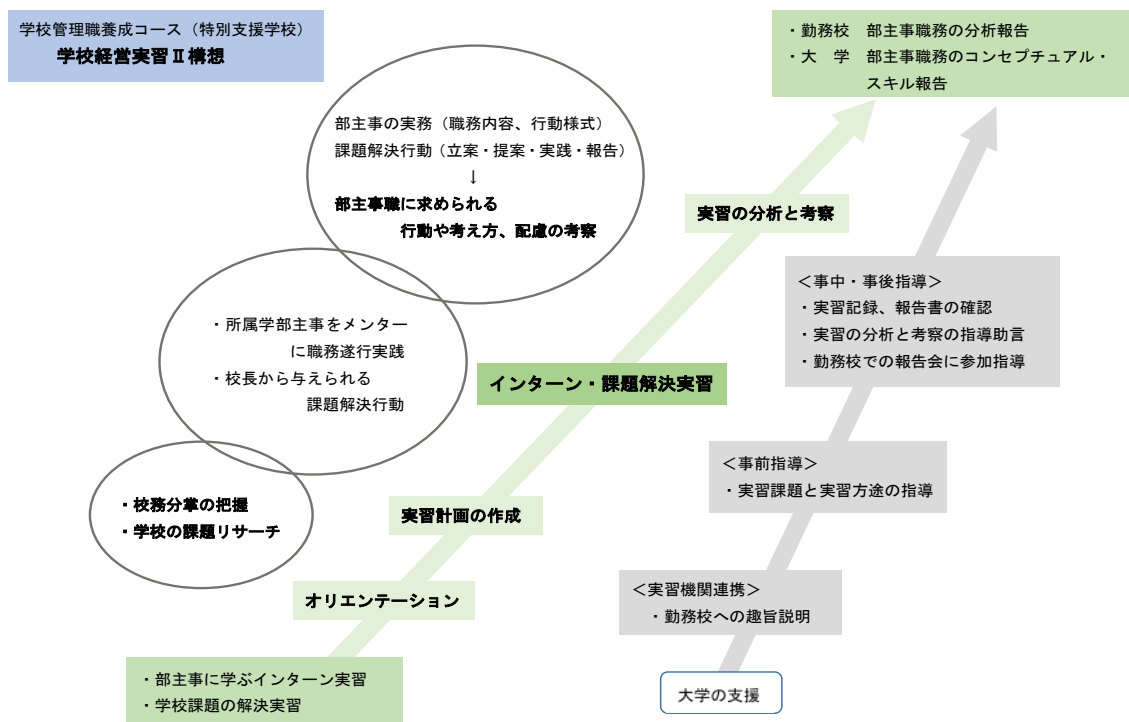 学校管理職養成コース（特別支援学校）
学校経営実習Ⅱ構想
・勤務校　部主事職務の分析報告
・大　学　部主事職務のコンセプチュアル・
スキル報告
部主事の実務（職務内容、行動様式）
課題解決行動（立案・提案・実践・報告）
↓
部主事職に求められる
行動や考え方、配慮の考察
実習の分析と考察
＜事中・事後指導＞
・実習記録、報告書の確認
・実習の分析と考察の指導助言
・勤務校での報告会に参加指導
・所属学部主事をメンター
に職務遂行実践
・校長から与えられる
課題解決行動
インターン・課題解決実習
＜事前指導＞
・実習課題と実習方途の指導
・校務分掌の把握
・学校の課題リサーチ
実習計画の作成
オリエンテーション
＜実習機関連携＞
・勤務校への趣旨説明
・部主事に学ぶインターン実習
・学校課題の解決実習
大学の支援